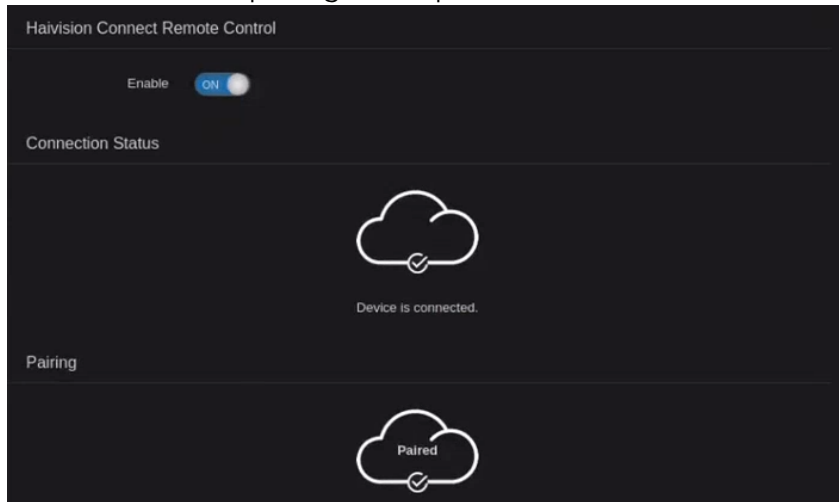 Haivision Connect Remote Control
Enable ON
Connection Status
Device is connected.
Pairing
Paired